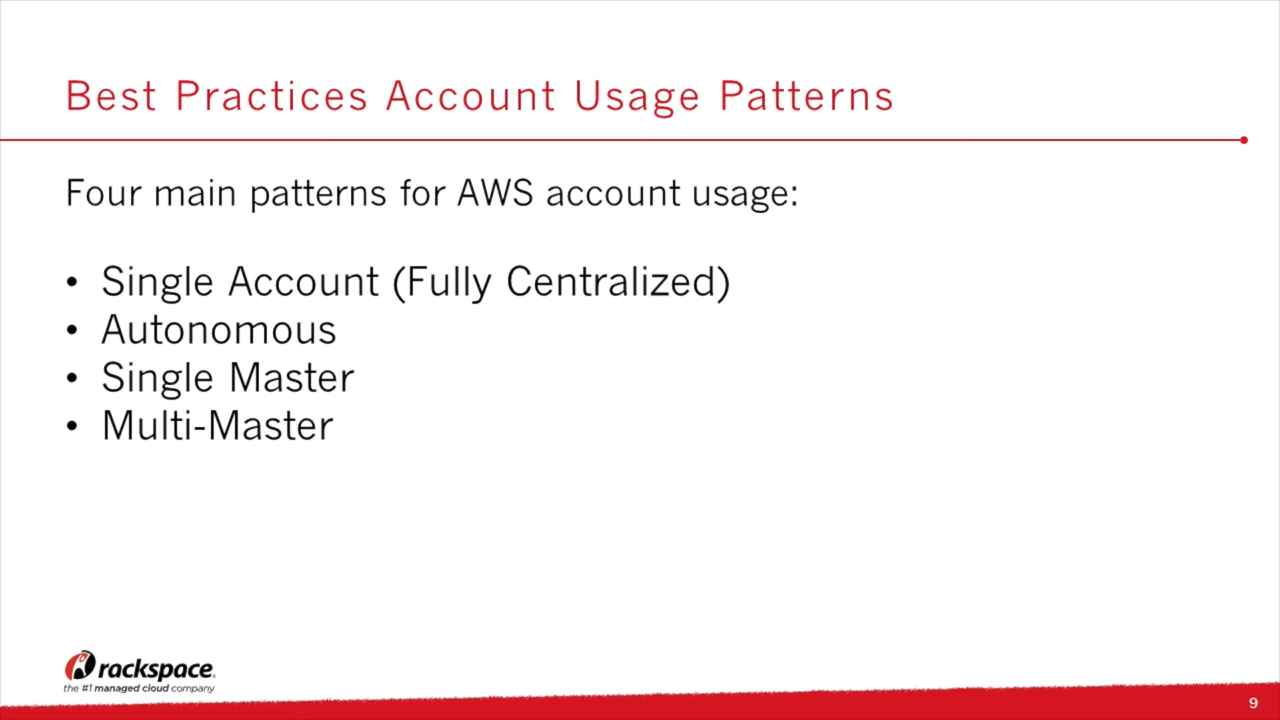 Best Practices Account Usage Patterns
Four main patterns for AWS account usage:
• Single Account (Fully Centralized)
• Autonomous
• Single Master
• Multi-Master
rackspace.
the #1 managed cloud company
9